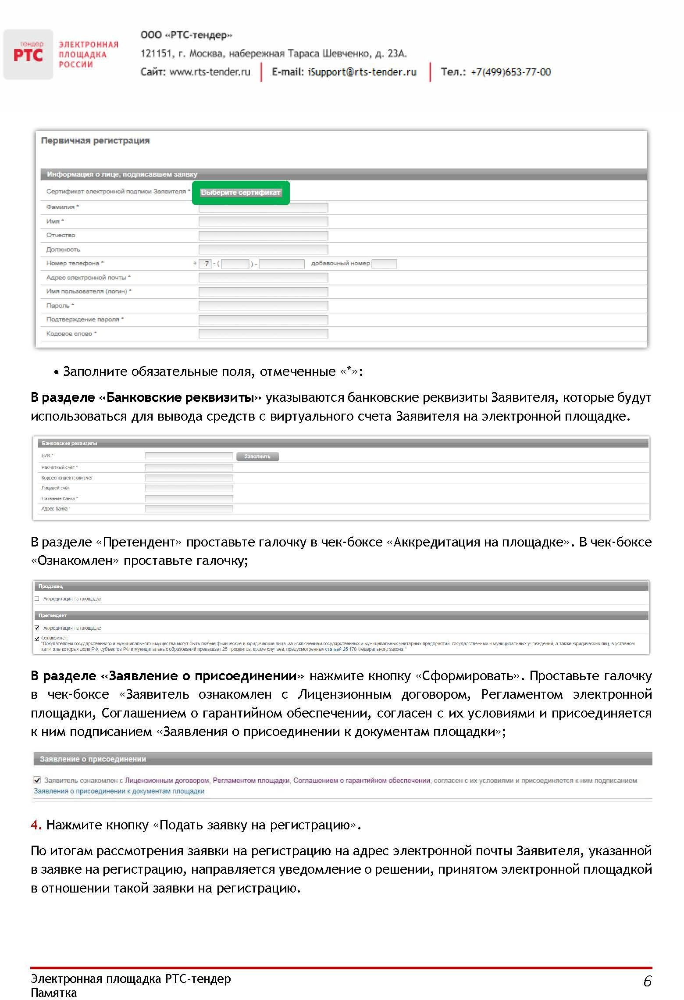 тендер
РТС
ЭЛЕКТРОННАЯ
ПЛОЩАДКА
РОССИИ
ООО «РТС-тендер»
121151, г. Москва, набережная Тараса Шевченко, д. 23А.
Сайт: www.rts-tender.ru | E-mail: iSupport@rts-tender.ru | Тел.: +7(499)653-77-00
Первичная регистрация
Информация о лице, подписавшем заявку
Сертификат электронной подписи Заявителя * Выберите сертификат
Фамилия *
Имя *
Отчество
Должность
Номер телефона * + 7 - ( ) - добавочный номер
Адрес электронной почты *
Имя пользователя (логин) *
Пароль *
Подтверждение пароля *
Кодовое слово *
• Заполните обязательные поля, отмеченные «*»:
В разделе «Банковские реквизиты» указываются банковские реквизиты Заявителя, которые будут
использоваться для вывода средств с виртуального счета Заявителя на электронной площадке.
Банковские реквизиты
БИК * Заполнить
Расчётный счёт *
Корреспондентский счёт
Лицевой счёт
Название банка *
Адрес банка *
В разделе «Претендент» проставьте галочку в чек-боксе «Аккредитация на площадке». В чек-боксе
«Ознакомлен» проставьте галочку;
Продавец
Аккредитация на площадке
Претендент
Аккредитация на площадке
Ознакомлен:
"Покупателями государственного и муниципального имущества могут быть любые физические и юридические лица, за исключением государственных и муниципальных унитарных предприятий, государственных и муниципальных учреждений, а также юридических лиц, в уставном
капитале которых доля РФ, субъектов РФ и муниципальных образований превышает 25 процентов, кроме случаев, предусмотренных статьей 25 178 Федерального закона."
В разделе «Заявление о присоединении» нажмите кнопку «Сформировать». Проставьте галочку
в чек-боксе «Заявитель ознакомлен с Лицензионным договором, Регламентом электронной
площадки, Соглашением о гарантийном обеспечении, согласен с их условиями и присоединяется
к ним подписанием «Заявления о присоединении к документам площадки»;
Заявление о присоединении
Заявитель ознакомлен с Лицензионным договором, Регламентом площадки, Соглашением о гарантийном обеспечении, согласен с их условиями и присоединяется к ним подписанием
Заявления о присоединении к документам площадки
4. Нажмите кнопку «Подать заявку на регистрацию».
По итогам рассмотрения заявки на регистрацию на адрес электронной почты Заявителя, указанной
в заявке на регистрацию, направляется уведомление о решении, принятом электронной площадкой
в отношении такой заявки на регистрацию.
Электронная площадка РТС-тендер
Памятка
6